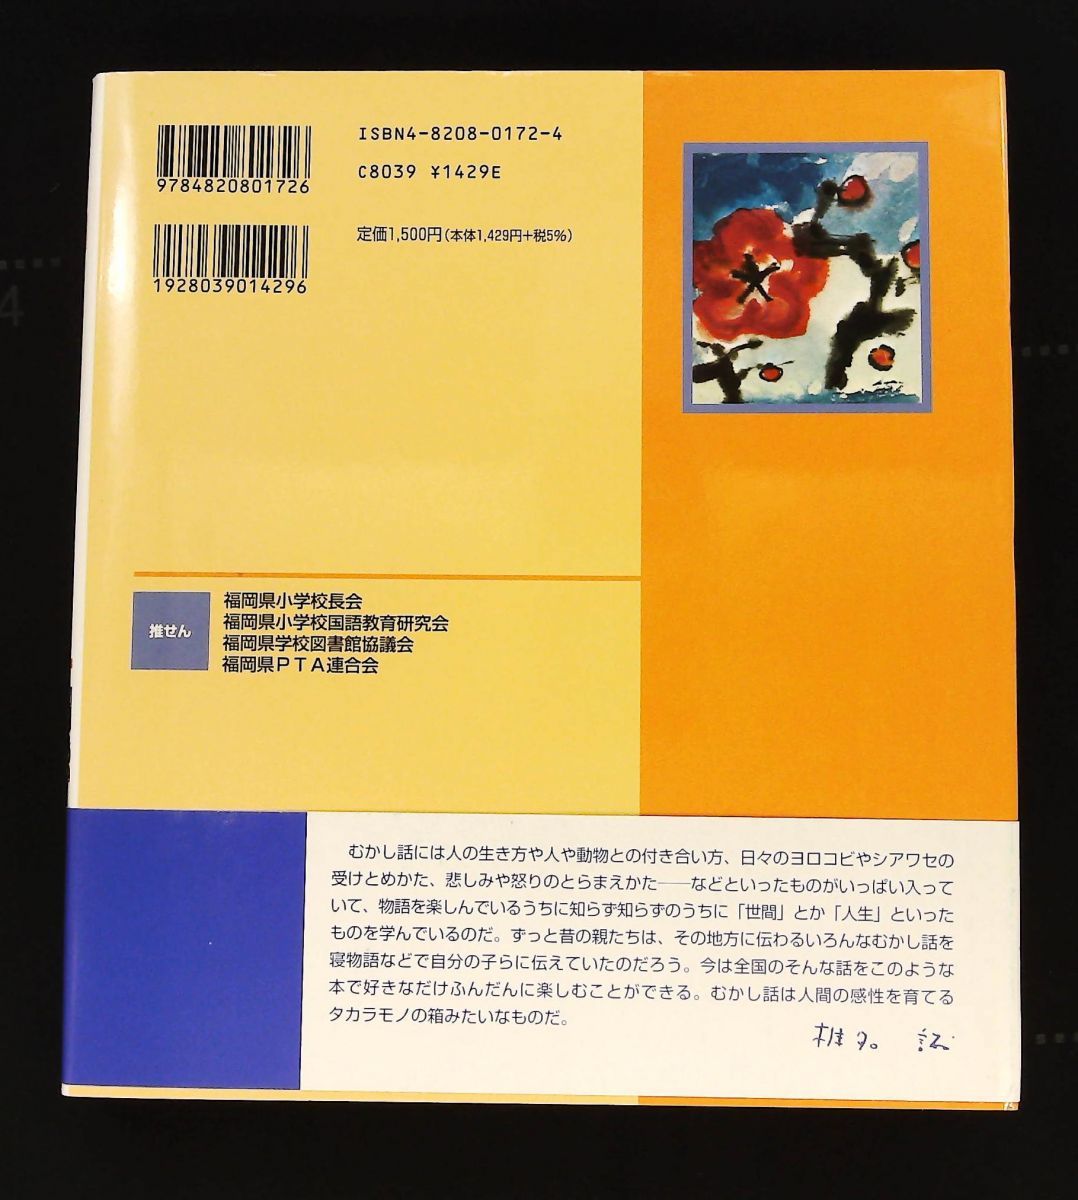 9784820801726
ISBN4-8208-0172-4
C8039 ¥1429E
1928039014296
定価1,500円(本体1,429円+税5%)
推せん
福岡県小学校長会
福岡県小学校国語教育研究会
福岡県学校図書館協議会
福岡県PTA連合会
むかし話には人の生き方や人や動物との付き合い方、日々のヨロコビやシアワセの
受けとめかた、悲しみや怒りのとらまえかた――などといったものがいっぱい入って
いて、物語を楽しんでいるうちに知らず知らずのうちに「世間」とか「人生」といった
ものを学んでいるのだ。ずっと昔の親たちは、その地方に伝わるいろんなむかし話を
寝物語などで自分の子らに伝えていたのだろう。今は全国のそんな話をこのような
本で好きなだけふんだんに楽しむことができる。むかし話は人間の感性を育てる
タカラモノの箱みたいなものだ。
椎名 誠